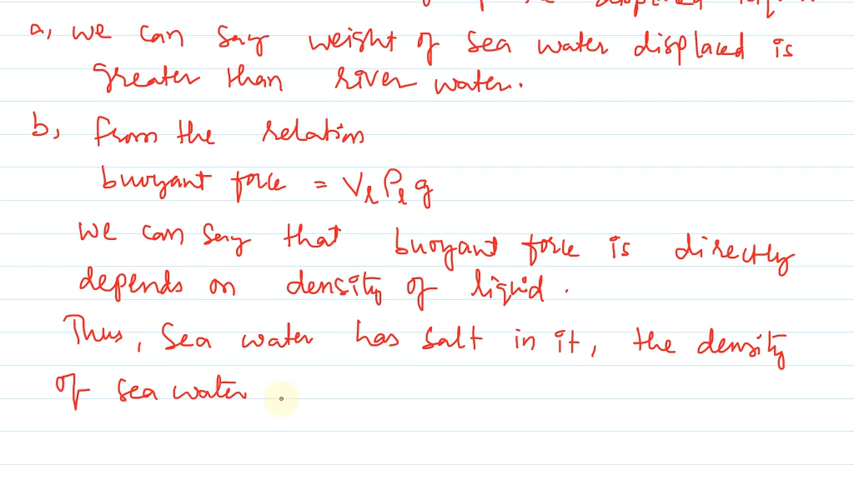 a, we can say weight of sea water displaced is
greater than river water.
b, from the relation
buoyant force = Vₗ ρₗ g
we can say that buoyant force is directly
depends on density of liquid.
Thus, Sea water has salt in it, the density
of sea water